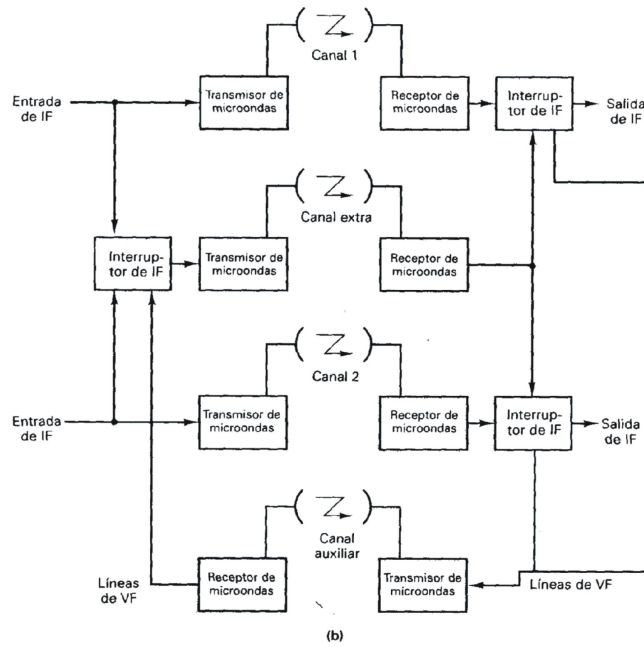 Canal 1
Entrada
de IF
Transmisor de
microondas
Receptor de
microondas
Interrup-
tor de IF
Salida
de IF
Canal extra
Interrup-
tor de IF
Transmisor de
microondas
Receptor de
microondas
Canal 2
Entrada
de IF
Transmisor de
microondas
Receptor de
microondas
Interrup-
tor de IF
Salida
de IF
Canal
auxiliar
Líneas
de VF
Receptor de
microondas
Transmisor de
microondas
Líneas de VF
(b)